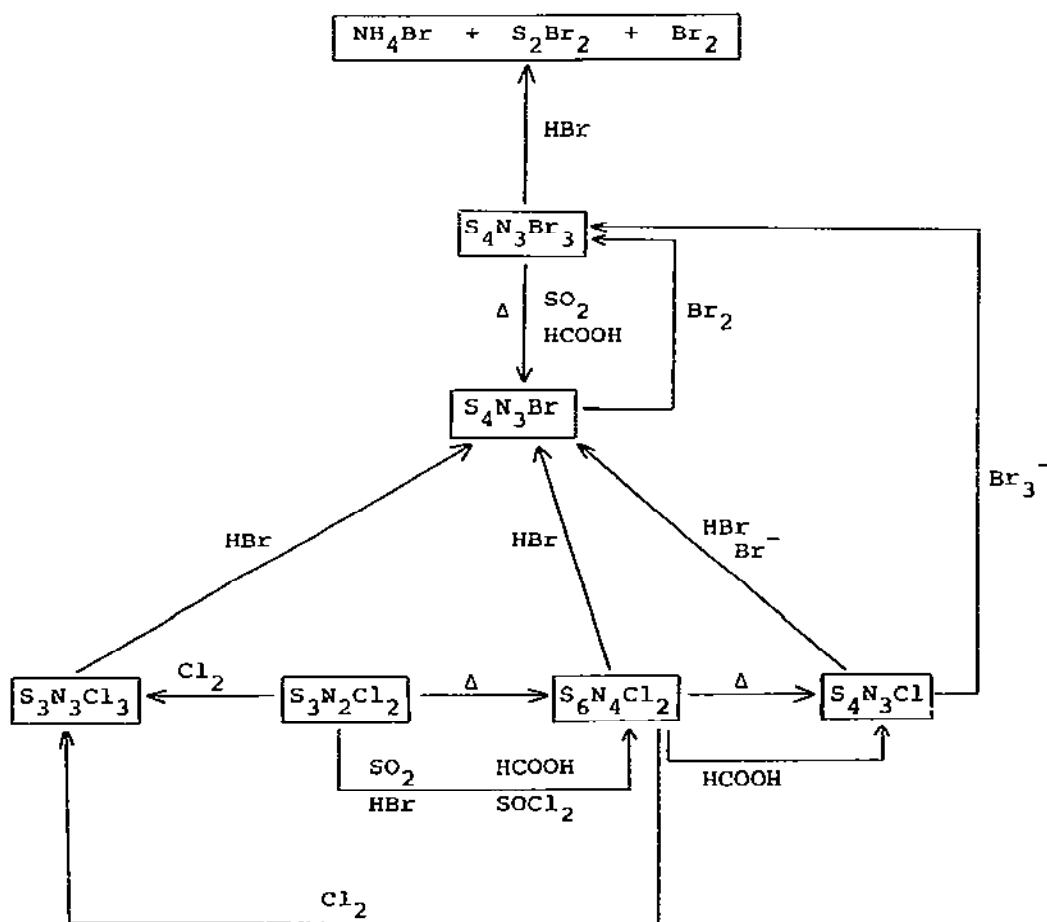 NH₄Br + S₂Br₂ + Br₂
HBr
S₄N₃Br₃
Δ SO₂
HCOOH
Br₂
S₄N₃Br
Br₃⁻
HBr
HBr
HBr
Br⁻
S₃N₃Cl₃
Cl₂
S₃N₂Cl₂
Δ
S₆N₄Cl₂
Δ
S₄N₃Cl
SO₂ HCOOH
HBr SOCl₂
HCOOH
Cl₂